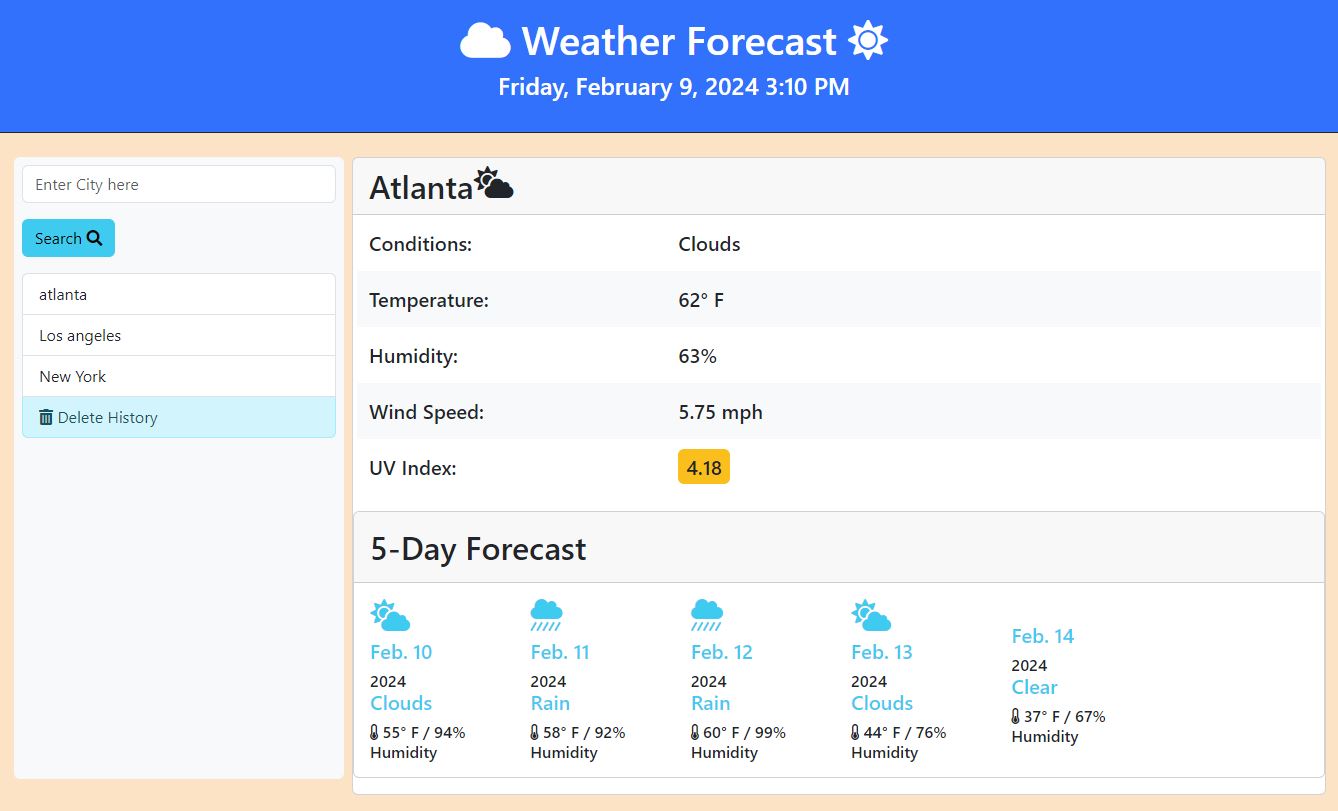 Weather Forecast
Friday, February 9, 2024 3:10 PM
Enter City here
Search
atlanta
Los angeles
New York
Delete History
Atlanta
Conditions: Clouds
Temperature: 62° F
Humidity: 63%
Wind Speed: 5.75 mph
UV Index: 4.18
5-Day Forecast
Feb. 10
2024
Clouds
55° F / 94%
Humidity
Feb. 11
2024
Rain
58° F / 92%
Humidity
Feb. 12
2024
Rain
60° F / 99%
Humidity
Feb. 13
2024
Clouds
44° F / 76%
Humidity
Feb. 14
2024
Clear
37° F / 67%
Humidity